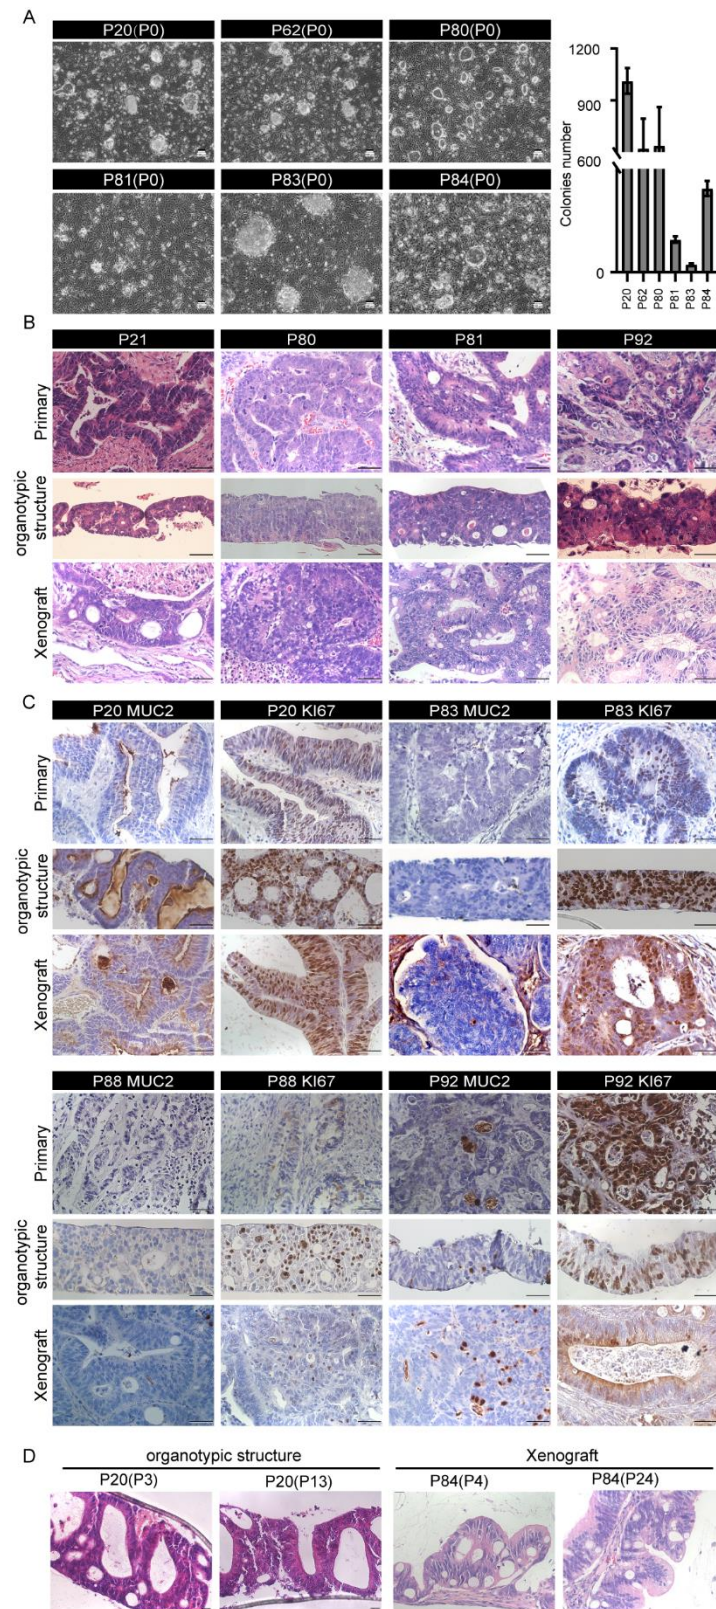 A
P20(P0)
P62(P0)
P80(P0)
P81(P0)
P83(P0)
P84(P0)
Colonies number
1200
900
600
0
P20
P62
P80
P81
P83
P84
B
P21
P80
P81
P92
Primary
organotypic
structure
Xenograft
C
P20 MUC2
P20 KI67
P83 MUC2
P83 KI67
Primary
organotypic
structure
Xenograft
P88 MUC2
P88 KI67
P92 MUC2
P92 KI67
Primary
organotypic
structure
Xenograft
D
organotypic structure
Xenograft
P20(P3)
P20(P13)
P84(P4)
P84(P24)